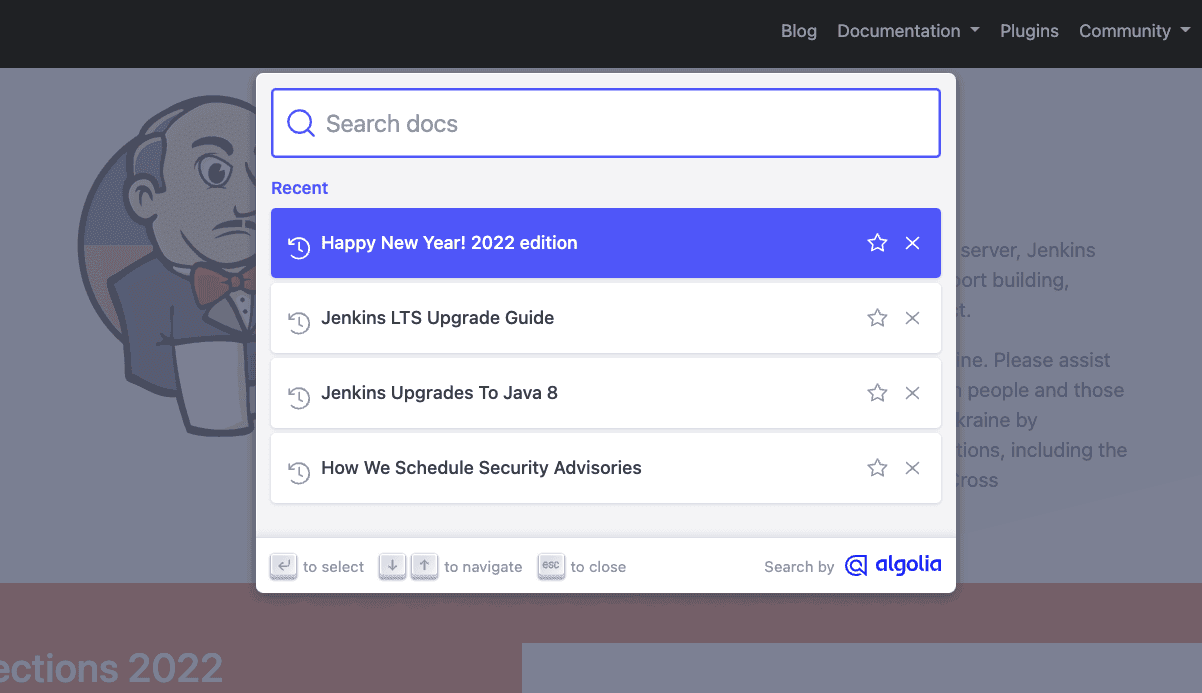 Blog Documentation Plugins Community
Search docs
Recent
Happy New Year! 2022 edition
Jenkins LTS Upgrade Guide
Jenkins Upgrades To Java 8
How We Schedule Security Advisories
server, Jenkins
ort building,
t.
ine. Please assist
people and those
kraine by
tions, including the
Cross
to select to navigate esc to close Search by algolia
ections 2022